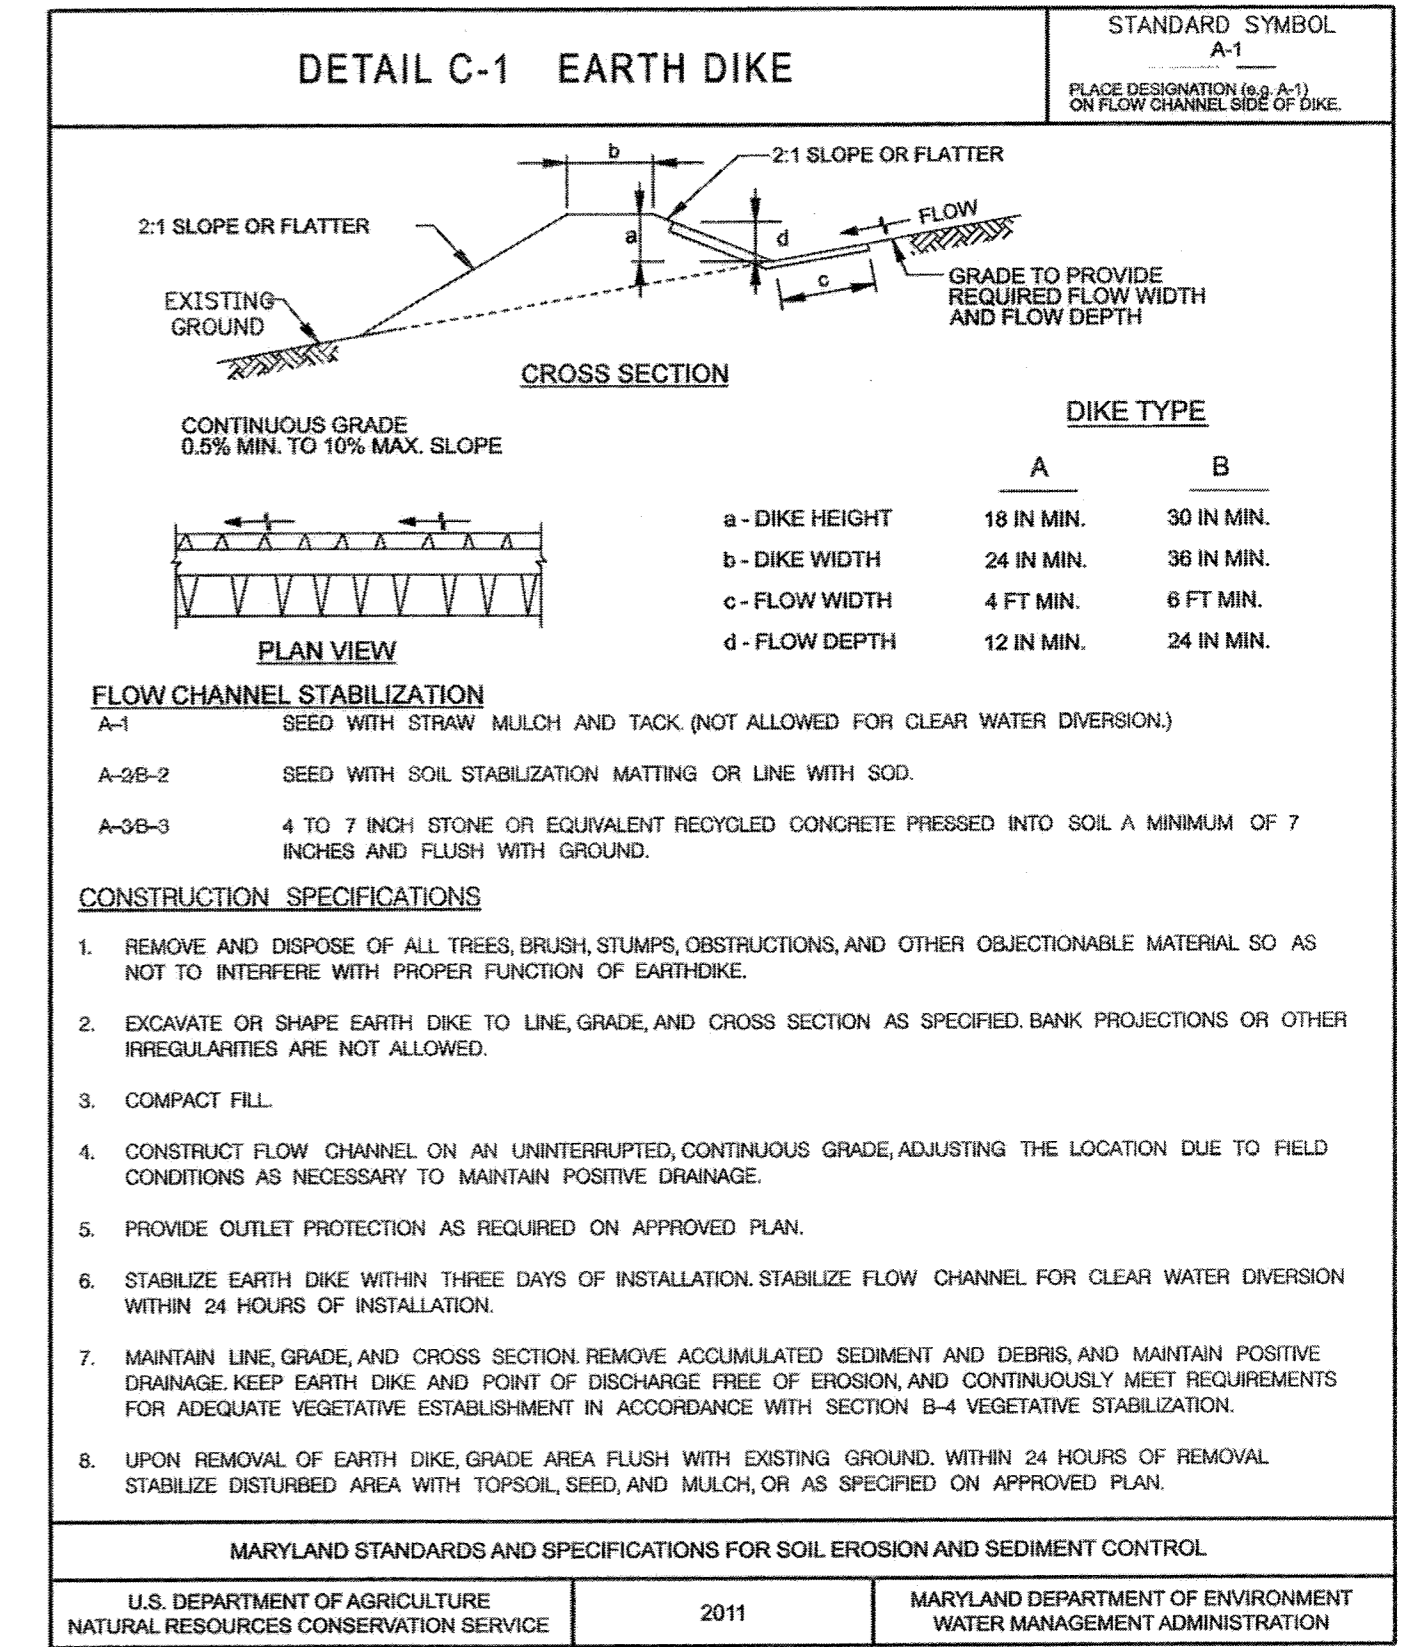 DETAIL C-1 EARTH DIKE
STANDARD SYMBOL
A-1
PLACE DESIGNATION (e.g. A-1)
ON FLOW CHANNEL SIDE OF DIKE.
b
2:1 SLOPE OR FLATTER
2:1 SLOPE OR FLATTER
a
d
FLOW
c
EXISTING
GROUND
GRADE TO PROVIDE
REQUIRED FLOW WIDTH
AND FLOW DEPTH
CROSS SECTION
CONTINUOUS GRADE
0.5% MIN. TO 10% MAX. SLOPE
PLAN VIEW
DIKE TYPE
A B
a - DIKE HEIGHT 18 IN MIN. 30 IN MIN.
b - DIKE WIDTH 24 IN MIN. 36 IN MIN.
c - FLOW WIDTH 4 FT MIN. 6 FT MIN.
d - FLOW DEPTH 12 IN MIN. 24 IN MIN.
FLOW CHANNEL STABILIZATION
A-1 SEED WITH STRAW MULCH AND TACK. (NOT ALLOWED FOR CLEAR WATER DIVERSION.)
A-2/B-2 SEED WITH SOIL STABILIZATION MATTING OR LINE WITH SOD.
A-3/B-3 4 TO 7 INCH STONE OR EQUIVALENT RECYCLED CONCRETE PRESSED INTO SOIL A MINIMUM OF 7
INCHES AND FLUSH WITH GROUND.
CONSTRUCTION SPECIFICATIONS
1. REMOVE AND DISPOSE OF ALL TREES, BRUSH, STUMPS, OBSTRUCTIONS, AND OTHER OBJECTIONABLE MATERIAL SO AS
NOT TO INTERFERE WITH PROPER FUNCTION OF EARTHDIKE.
2. EXCAVATE OR SHAPE EARTH DIKE TO LINE, GRADE, AND CROSS SECTION AS SPECIFIED. BANK PROJECTIONS OR OTHER
IRREGULARITIES ARE NOT ALLOWED.
3. COMPACT FILL.
4. CONSTRUCT FLOW CHANNEL ON AN UNINTERRUPTED, CONTINUOUS GRADE, ADJUSTING THE LOCATION DUE TO FIELD
CONDITIONS AS NECESSARY TO MAINTAIN POSITIVE DRAINAGE.
5. PROVIDE OUTLET PROTECTION AS REQUIRED ON APPROVED PLAN.
6. STABILIZE EARTH DIKE WITHIN THREE DAYS OF INSTALLATION. STABILIZE FLOW CHANNEL FOR CLEAR WATER DIVERSION
WITHIN 24 HOURS OF INSTALLATION.
7. MAINTAIN LINE, GRADE, AND CROSS SECTION. REMOVE ACCUMULATED SEDIMENT AND DEBRIS, AND MAINTAIN POSITIVE
DRAINAGE. KEEP EARTH DIKE AND POINT OF DISCHARGE FREE OF EROSION, AND CONTINUOUSLY MEET REQUIREMENTS
FOR ADEQUATE VEGETATIVE ESTABLISHMENT IN ACCORDANCE WITH SECTION B-4 VEGETATIVE STABILIZATION.
8. UPON REMOVAL OF EARTH DIKE, GRADE AREA FLUSH WITH EXISTING GROUND. WITHIN 24 HOURS OF REMOVAL
STABILIZE DISTURBED AREA WITH TOPSOIL, SEED, AND MULCH, OR AS SPECIFIED ON APPROVED PLAN.
MARYLAND STANDARDS AND SPECIFICATIONS FOR SOIL EROSION AND SEDIMENT CONTROL
U.S. DEPARTMENT OF AGRICULTURE
NATURAL RESOURCES CONSERVATION SERVICE
2011
MARYLAND DEPARTMENT OF ENVIRONMENT
WATER MANAGEMENT ADMINISTRATION